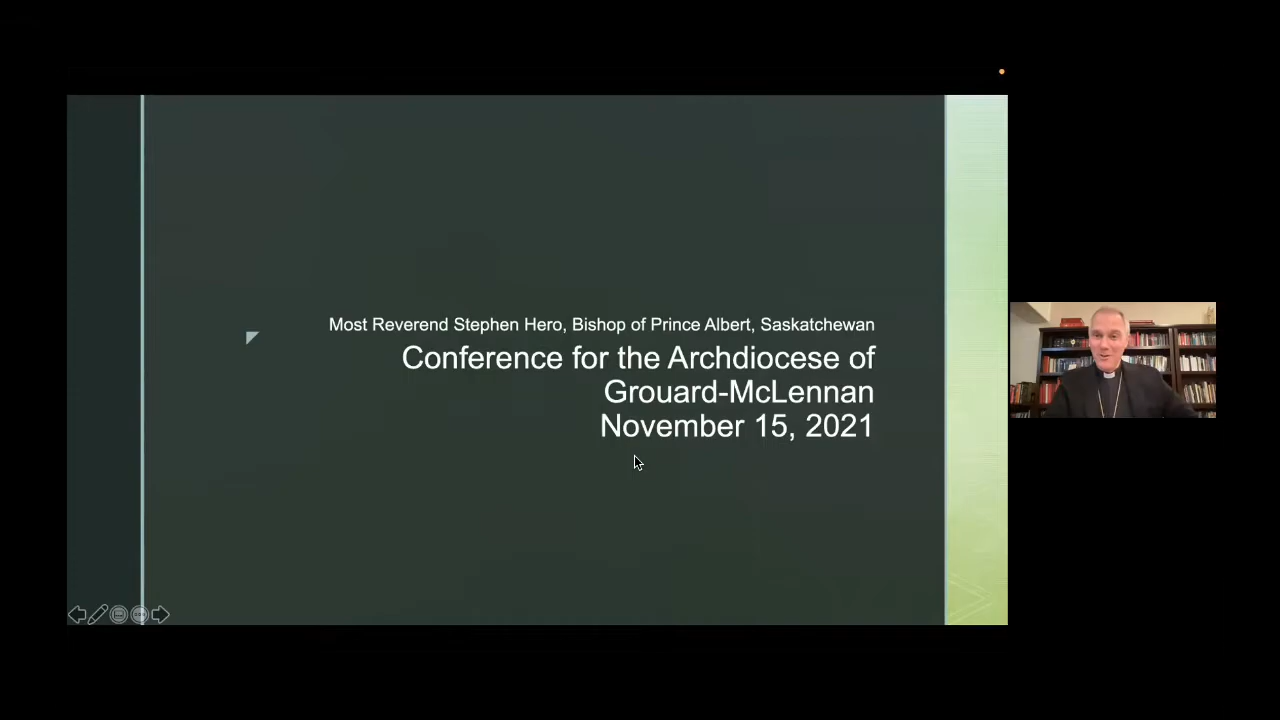 Most Reverend Stephen Hero, Bishop of Prince Albert, Saskatchewan
Conference for the Archdiocese of
Grouard-McLennan
November 15, 2021